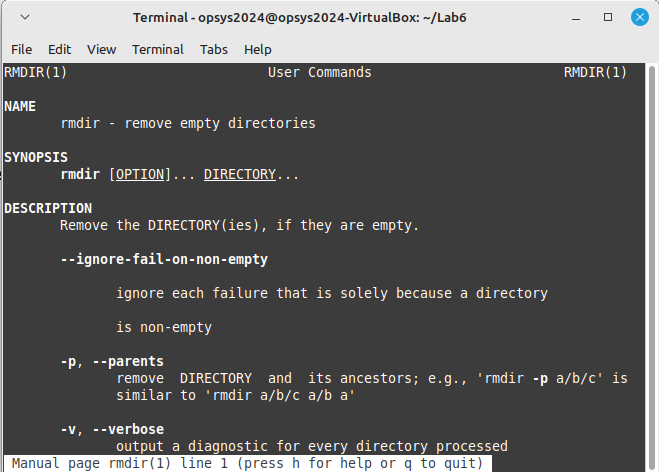 Terminal - opsys2024@opsys2024-VirtualBox: ~/Lab6
File Edit View Terminal Tabs Help
RMDIR(1) User Commands RMDIR(1)
NAME
rmdir - remove empty directories
SYNOPSIS
rmdir [OPTION]... DIRECTORY...
DESCRIPTION
Remove the DIRECTORY(ies), if they are empty.
--ignore-fail-on-non-empty
ignore each failure that is solely because a directory
is non-empty
-p, --parents
remove DIRECTORY and its ancestors; e.g., 'rmdir -p a/b/c' is
similar to 'rmdir a/b/c a/b a'
-v, --verbose
output a diagnostic for every directory processed
Manual page rmdir(1) line 1 (press h for help or q to quit)